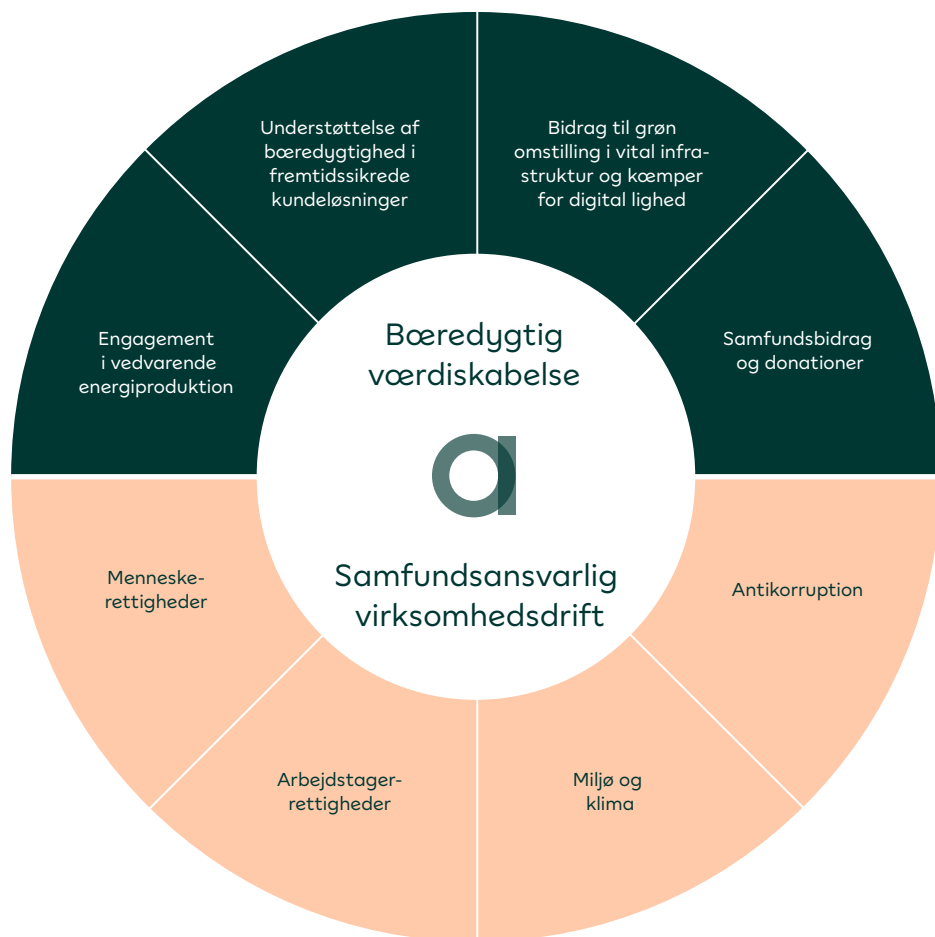 Understøttelse af
bæredygtighed i
fremtidssikrede
kundeløsninger
Bidrag til grøn
omstilling i vital infra-
struktur og kæmper
for digital lighed
Engagement
i vedvarende
energiproduktion
Samfundsbidrag
og donationer
Bæredygtig
værdiskabelse
a
Samfundsansvarlig
virksomhedsdrift
Menneske-
rettigheder
Antikorruption
Arbejdstager-
rettigheder
Miljø og
klima